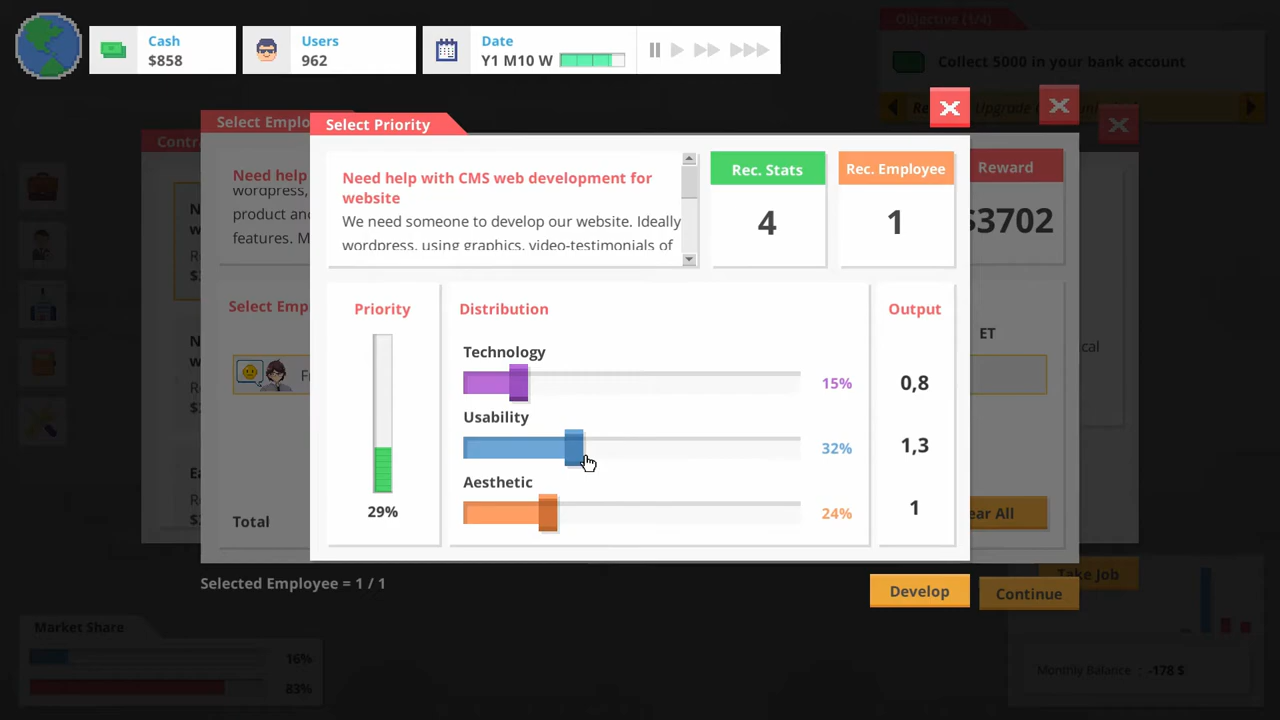 Cash
$858
Users
962
Date
Y1 M10 W
Objective (1/4)
Collect 5000 in your bank account
Select Emplo
Select Priority
Contr
Need help
wordpress,
product and
features. M
Need help with CMS web development for
website
We need someone to develop our website. Ideally
wordpress, using graphics, video-testimonials of
Rec. Stats
4
Rec. Employee
1
Reward
$3702
Select Emp
Priority
29%
Distribution
Technology
15%
Usability
32%
Aesthetic
24%
Output
0,8
1,3
1
ET
cal
Fr
Total
ear All
Selected Employee = 1 / 1
Develop
Continue
Take Job
Market Share
16%
83%
Monthly Balance : -178 $